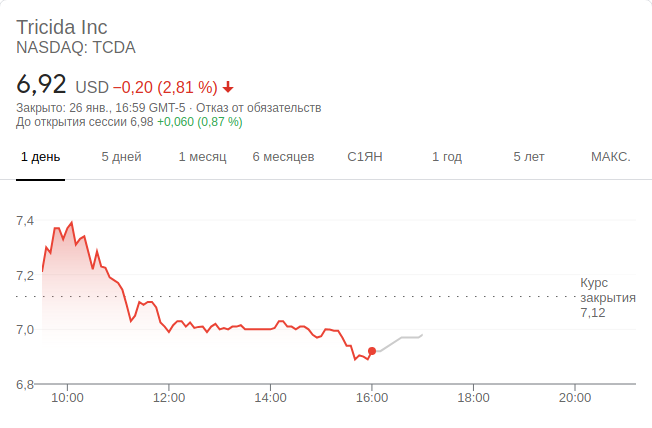 Tricida Inc
NASDAQ: TCDA
6,92 USD −0,20 (2,81 %)
Закрыто: 26 янв., 16:59 GMT-5 · Отказ от обязательств
До открытия сессии 6,98 +0,060 (0,87 %)
1 день 5 дней 1 месяц 6 месяцев С1ЯН 1 год 5 лет МАКС.
7,4
7,2
Курс
закрытия
7,12
7,0
6,8
10:00 12:00 14:00 16:00 18:00 20:00